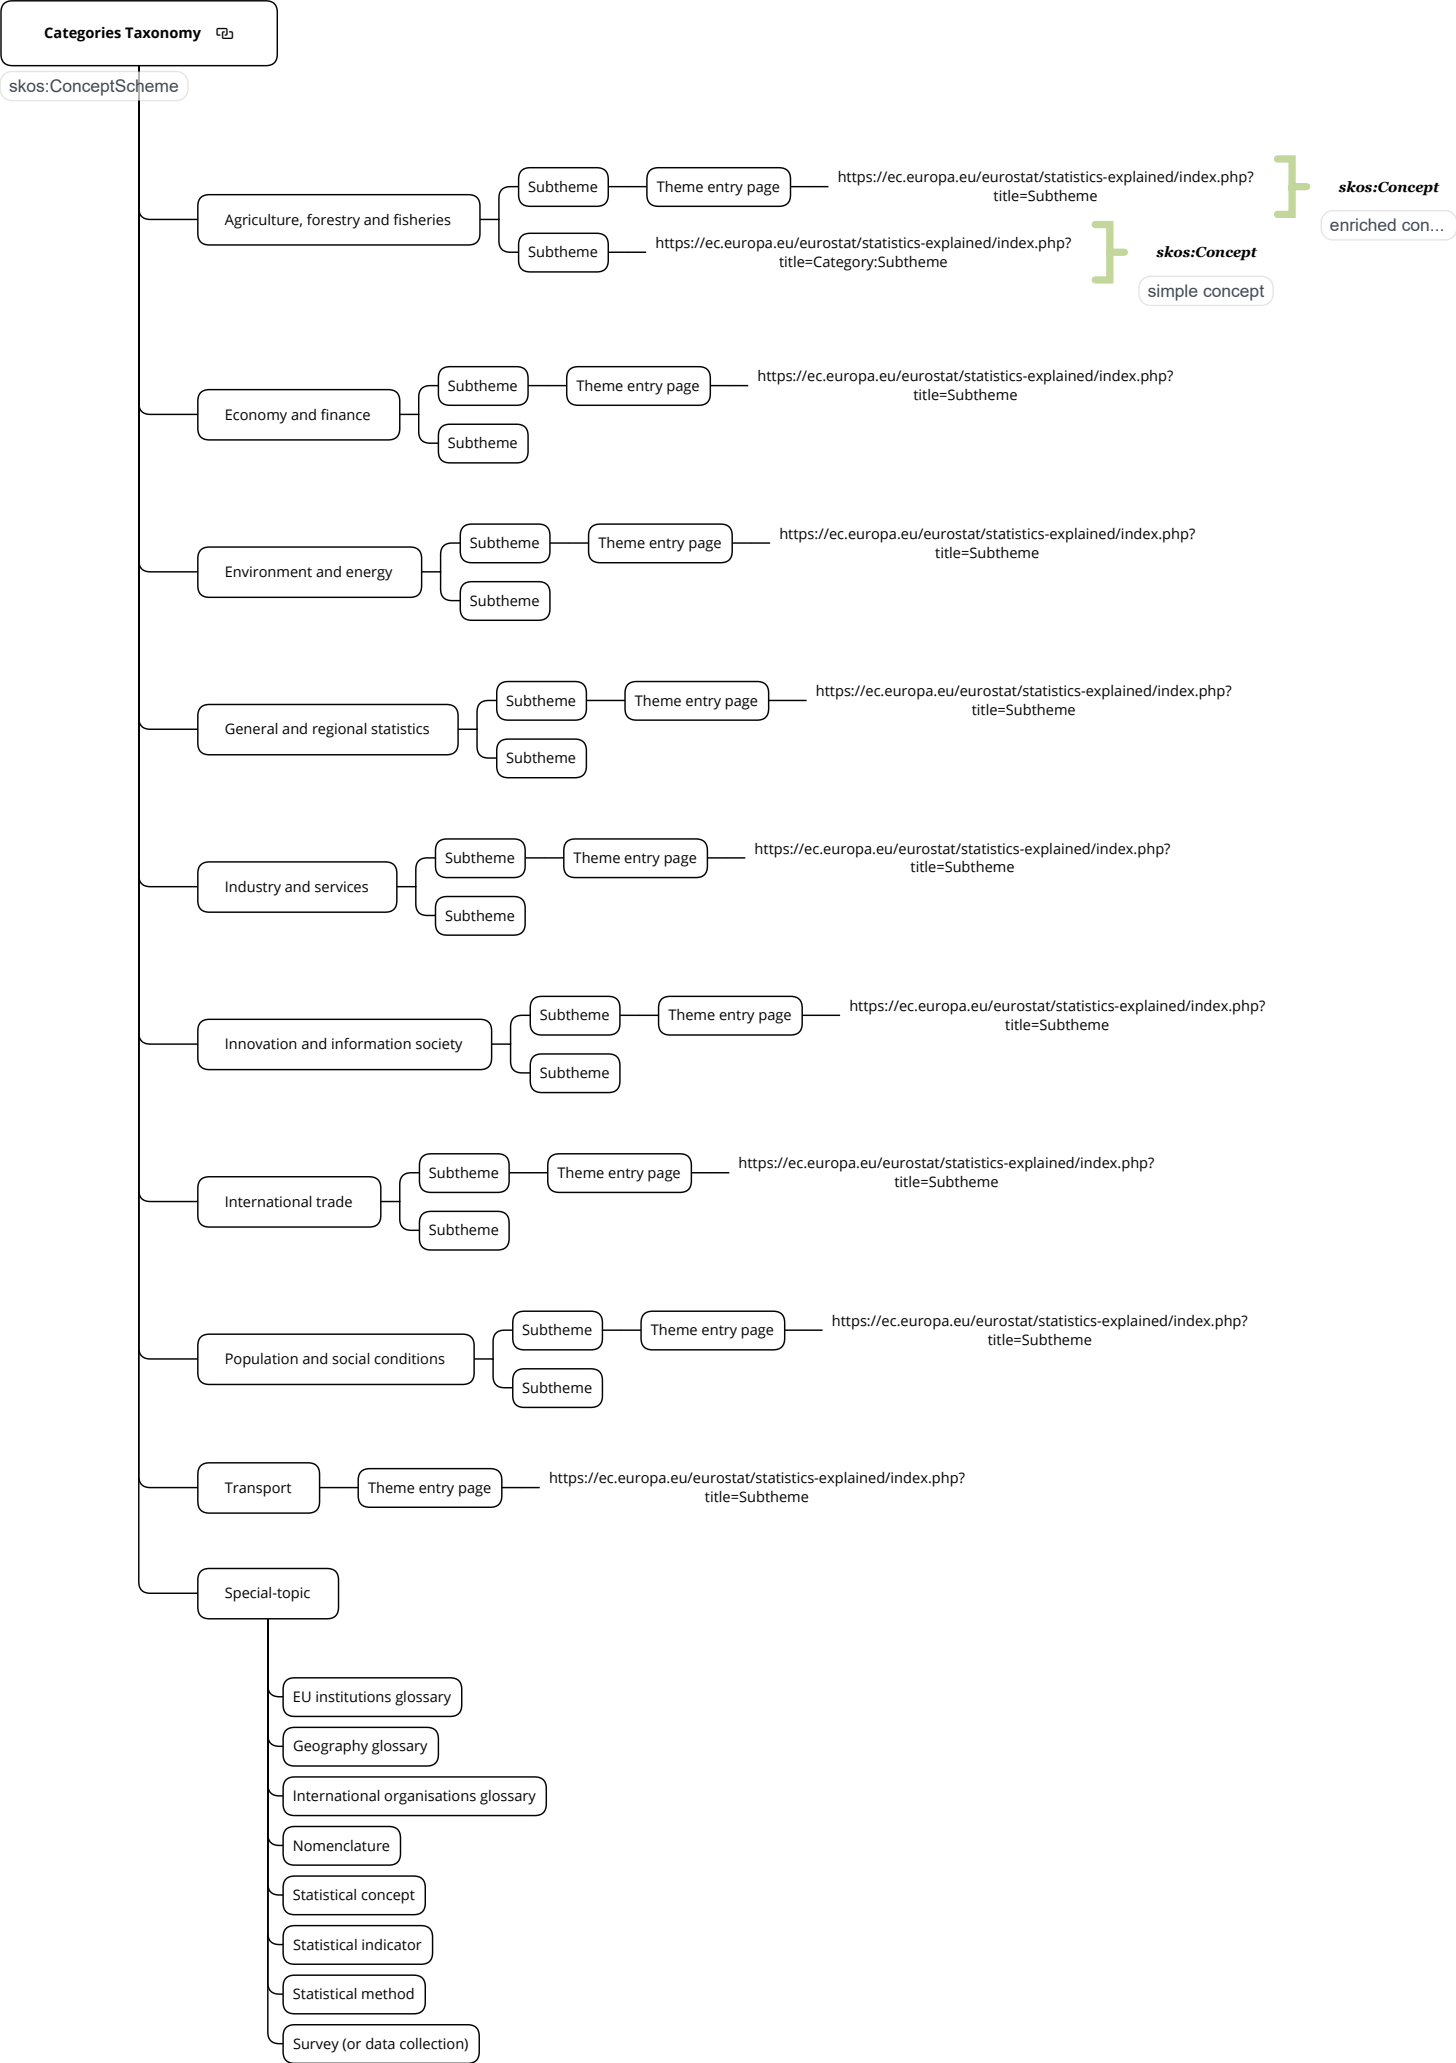 Categories Taxonomy
skos:ConceptScheme
Agriculture, forestry and fisheries
Subtheme
Theme entry page
https://ec.europa.eu/eurostat/statistics-explained/index.php?
title=Subtheme
skos:Concept
enriched con...
Subtheme
https://ec.europa.eu/eurostat/statistics-explained/index.php?
title=Category:Subtheme
skos:Concept
simple concept
Economy and finance
Subtheme
Theme entry page
https://ec.europa.eu/eurostat/statistics-explained/index.php?
title=Subtheme
Subtheme
Environment and energy
Subtheme
Theme entry page
https://ec.europa.eu/eurostat/statistics-explained/index.php?
title=Subtheme
Subtheme
General and regional statistics
Subtheme
Theme entry page
https://ec.europa.eu/eurostat/statistics-explained/index.php?
title=Subtheme
Subtheme
Industry and services
Subtheme
Theme entry page
https://ec.europa.eu/eurostat/statistics-explained/index.php?
title=Subtheme
Subtheme
Innovation and information society
Subtheme
Theme entry page
https://ec.europa.eu/eurostat/statistics-explained/index.php?
title=Subtheme
Subtheme
International trade
Subtheme
Theme entry page
https://ec.europa.eu/eurostat/statistics-explained/index.php?
title=Subtheme
Subtheme
Population and social conditions
Subtheme
Theme entry page
https://ec.europa.eu/eurostat/statistics-explained/index.php?
title=Subtheme
Subtheme
Transport
Theme entry page
https://ec.europa.eu/eurostat/statistics-explained/index.php?
title=Subtheme
Special-topic
EU institutions glossary
Geography glossary
International organisations glossary
Nomenclature
Statistical concept
Statistical indicator
Statistical method
Survey (or data collection)